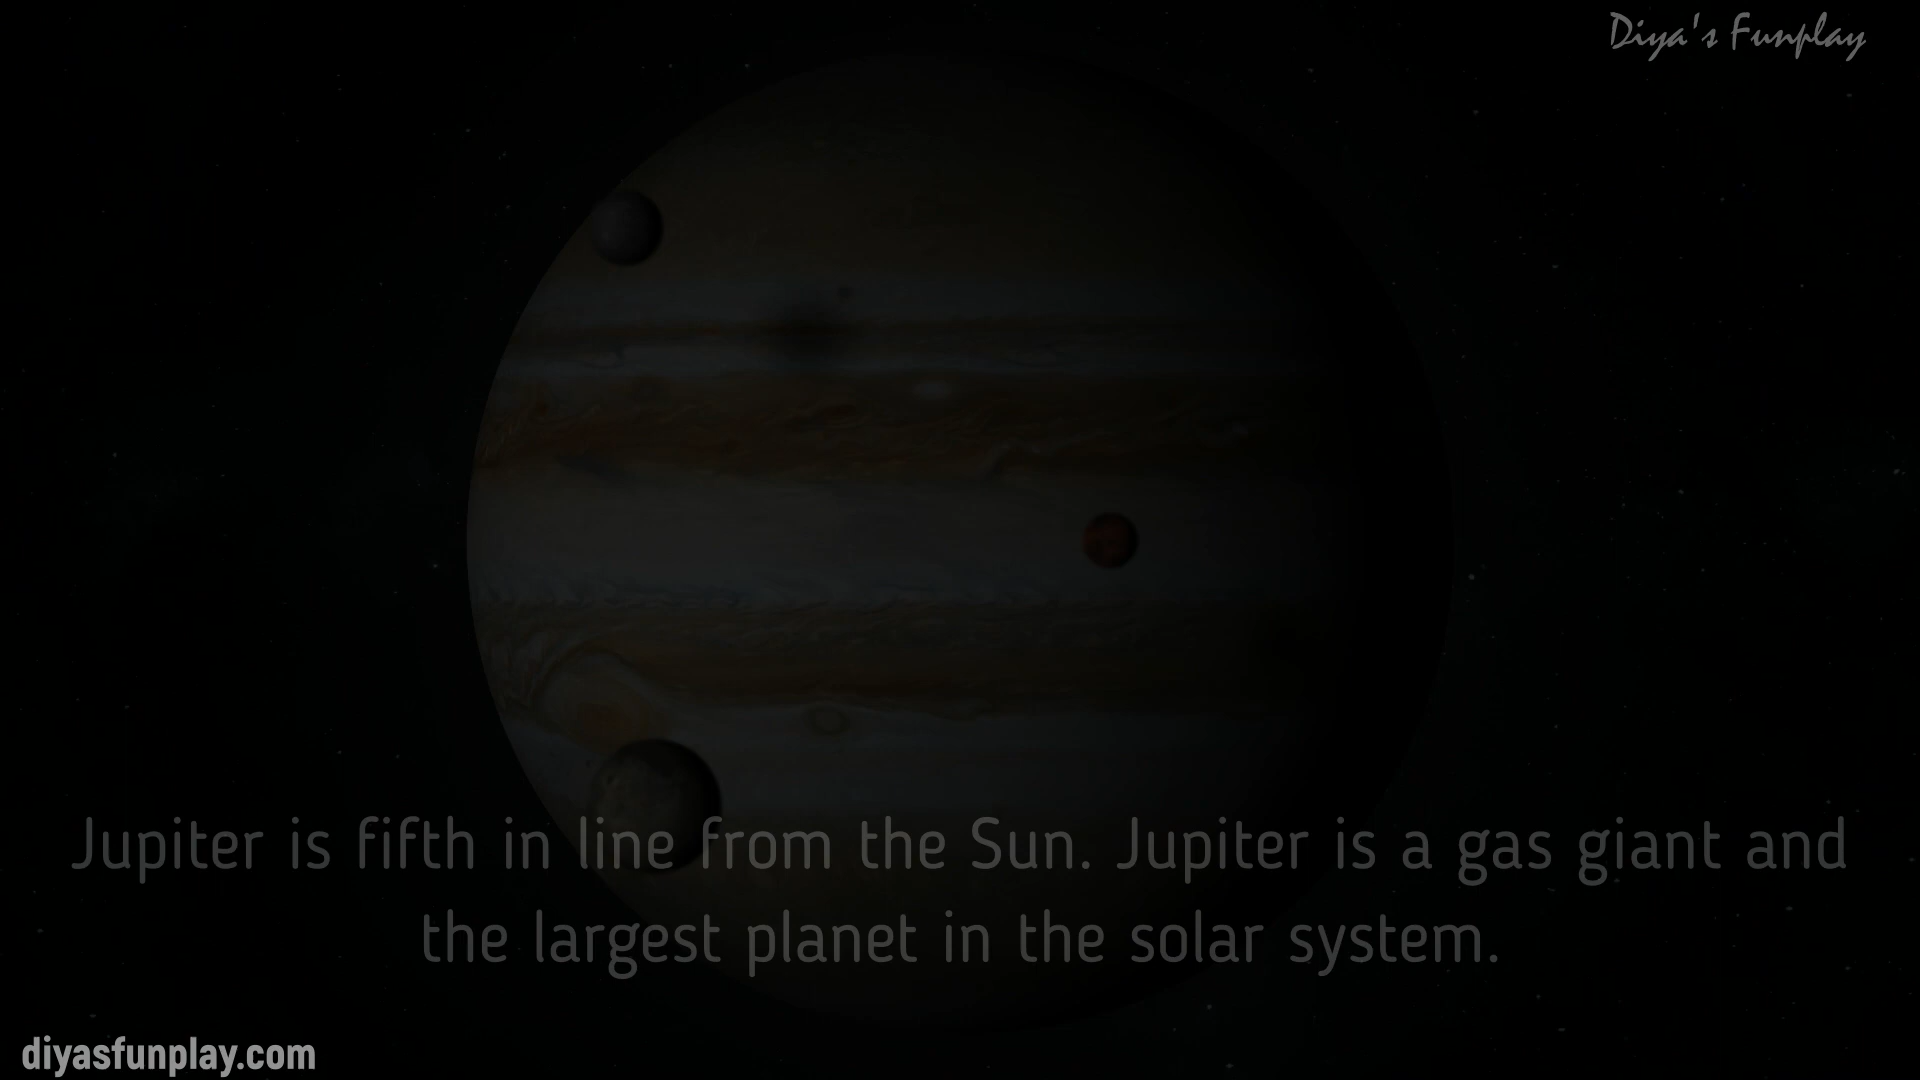 Diya's Funplay
Jupiter is fifth in line from the Sun. Jupiter is a gas giant and
the largest planet in the solar system.
diyasfunplay.com